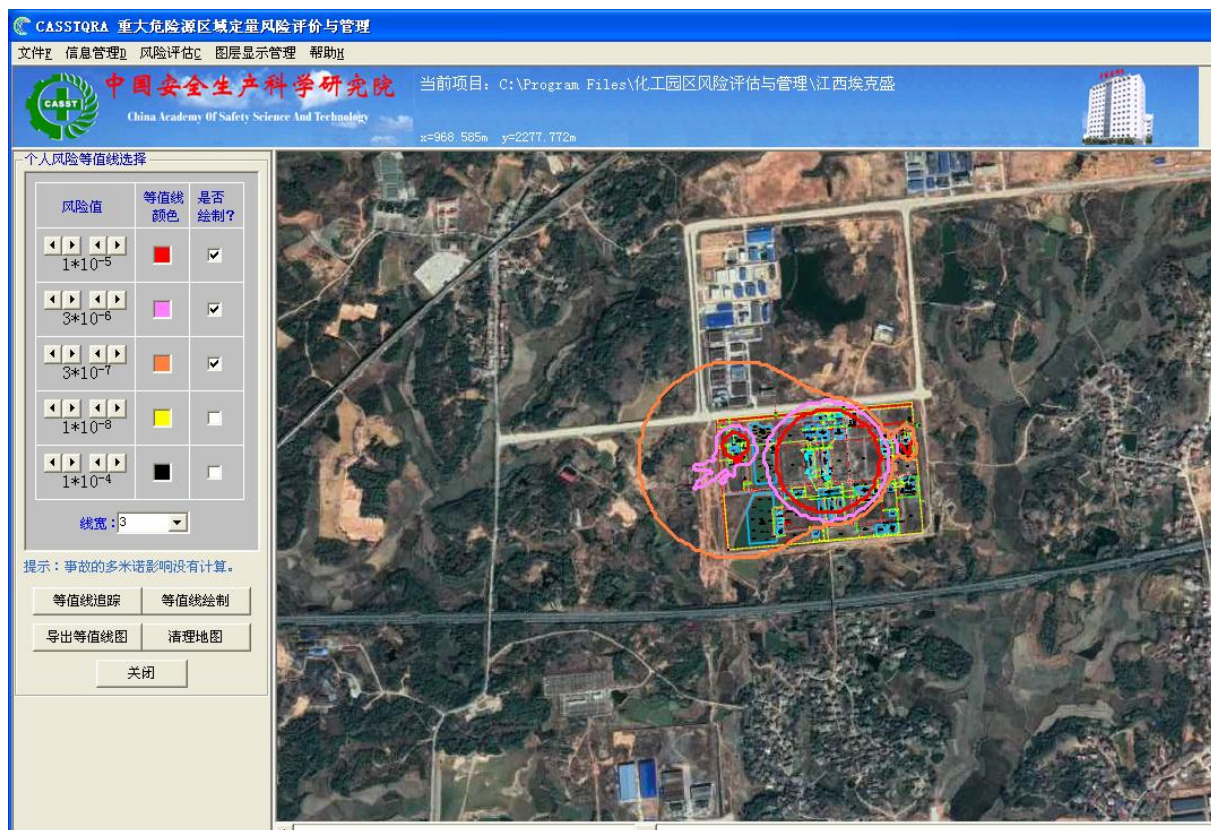 CASSTQRA 重大危险源区域定量风险评价与管理
文件F 信息管理D 风险评估C 图层显示管理 帮助H
中国安全生产科学研究院
China Academy Of Safety Science And Technology
CASST
当前项目: C:\Program Files\化工园区风险评估与管理\江西埃克盛
x=968.585m y=2277.772m
个人风险等值线选择
风险值 等值线颜色 是否绘制?
1*10-5
3*10-6
3*10-7
1*10-8
1*10-4
线宽:3
提示:事故的多米诺影响没有计算。
等值线追踪 等值线绘制
导出等值线图 清理地图
关闭